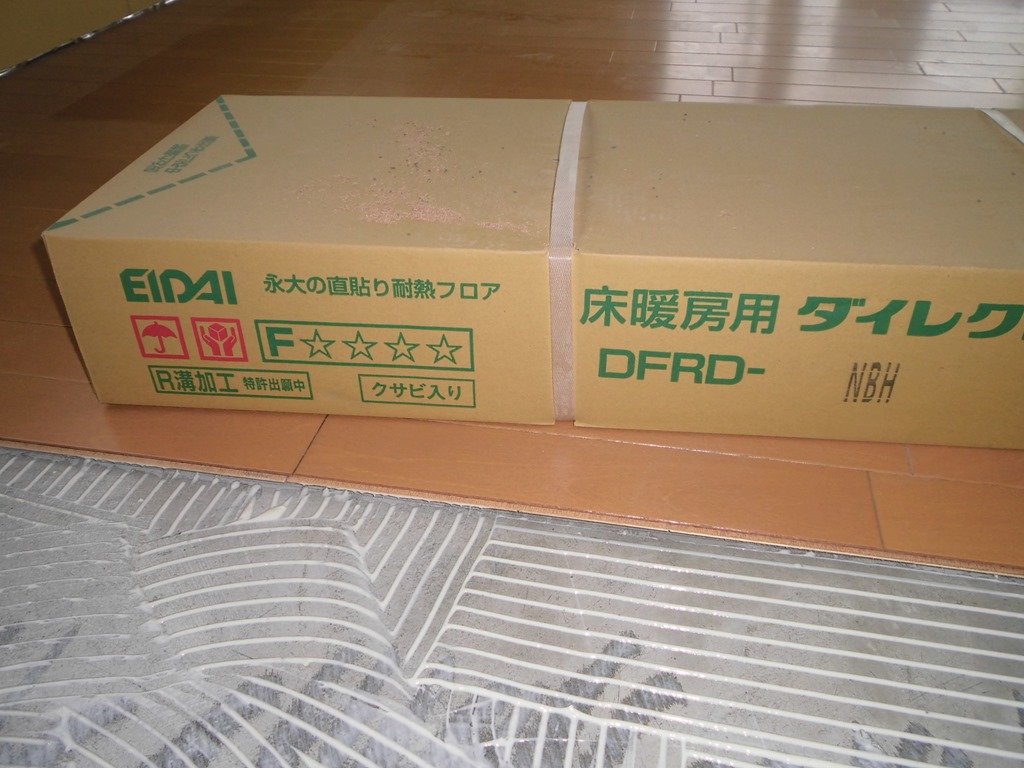 EIDAI 永大の直貼り耐熱フロア
F☆☆☆☆
R溝加工 特許出願中
クサビ入り
床暖房用 ダイレク
DFRD-
NBH